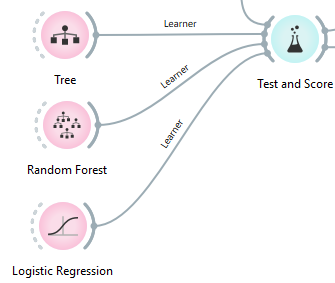 Learner
Tree
Learner
Test and Score
Random Forest
Learner
Logistic Regression